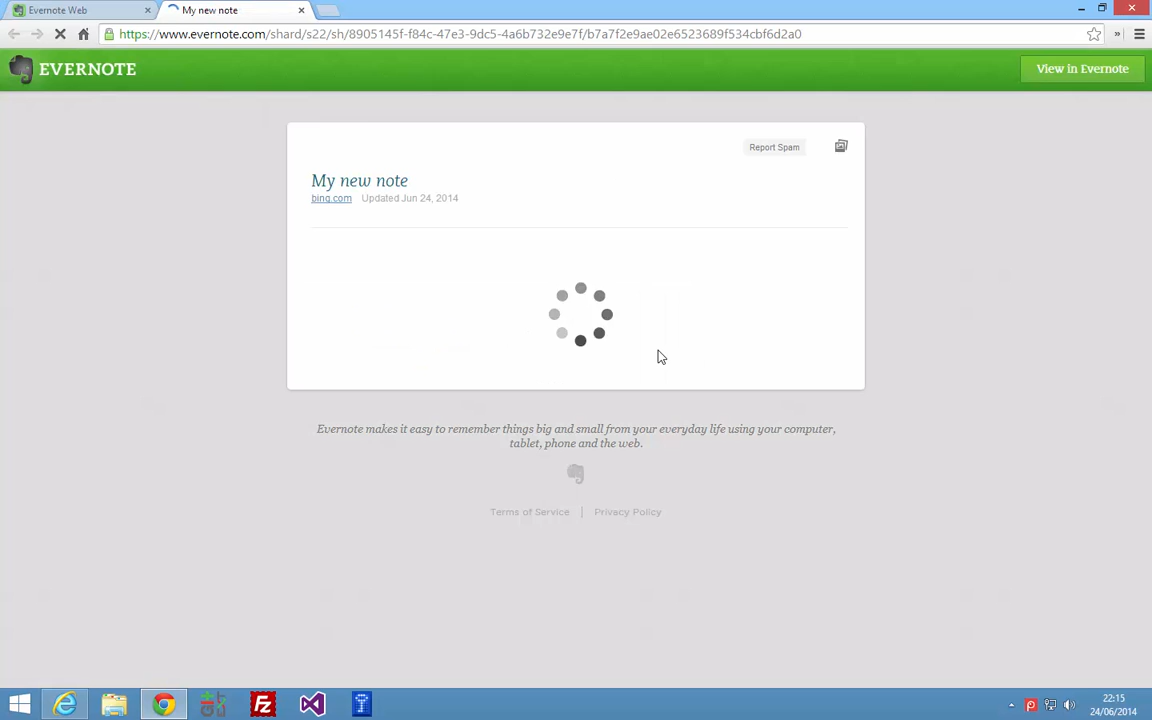 Evernote Web
My new note
https://www.evernote.com/shard/s22/sh/8905145f-f84c-47e3-9dc5-4a6b732e9e7f/b7a7f2e9ae02e6523689f534cbf6d2a0
EVERNOTE
View in Evernote
Report Spam
My new note
bing.com Updated Jun 24, 2014
Evernote makes it easy to remember things big and small from your everyday life using your computer,
tablet, phone and the web.
Terms of Service | Privacy Policy
22:15
24/06/2014